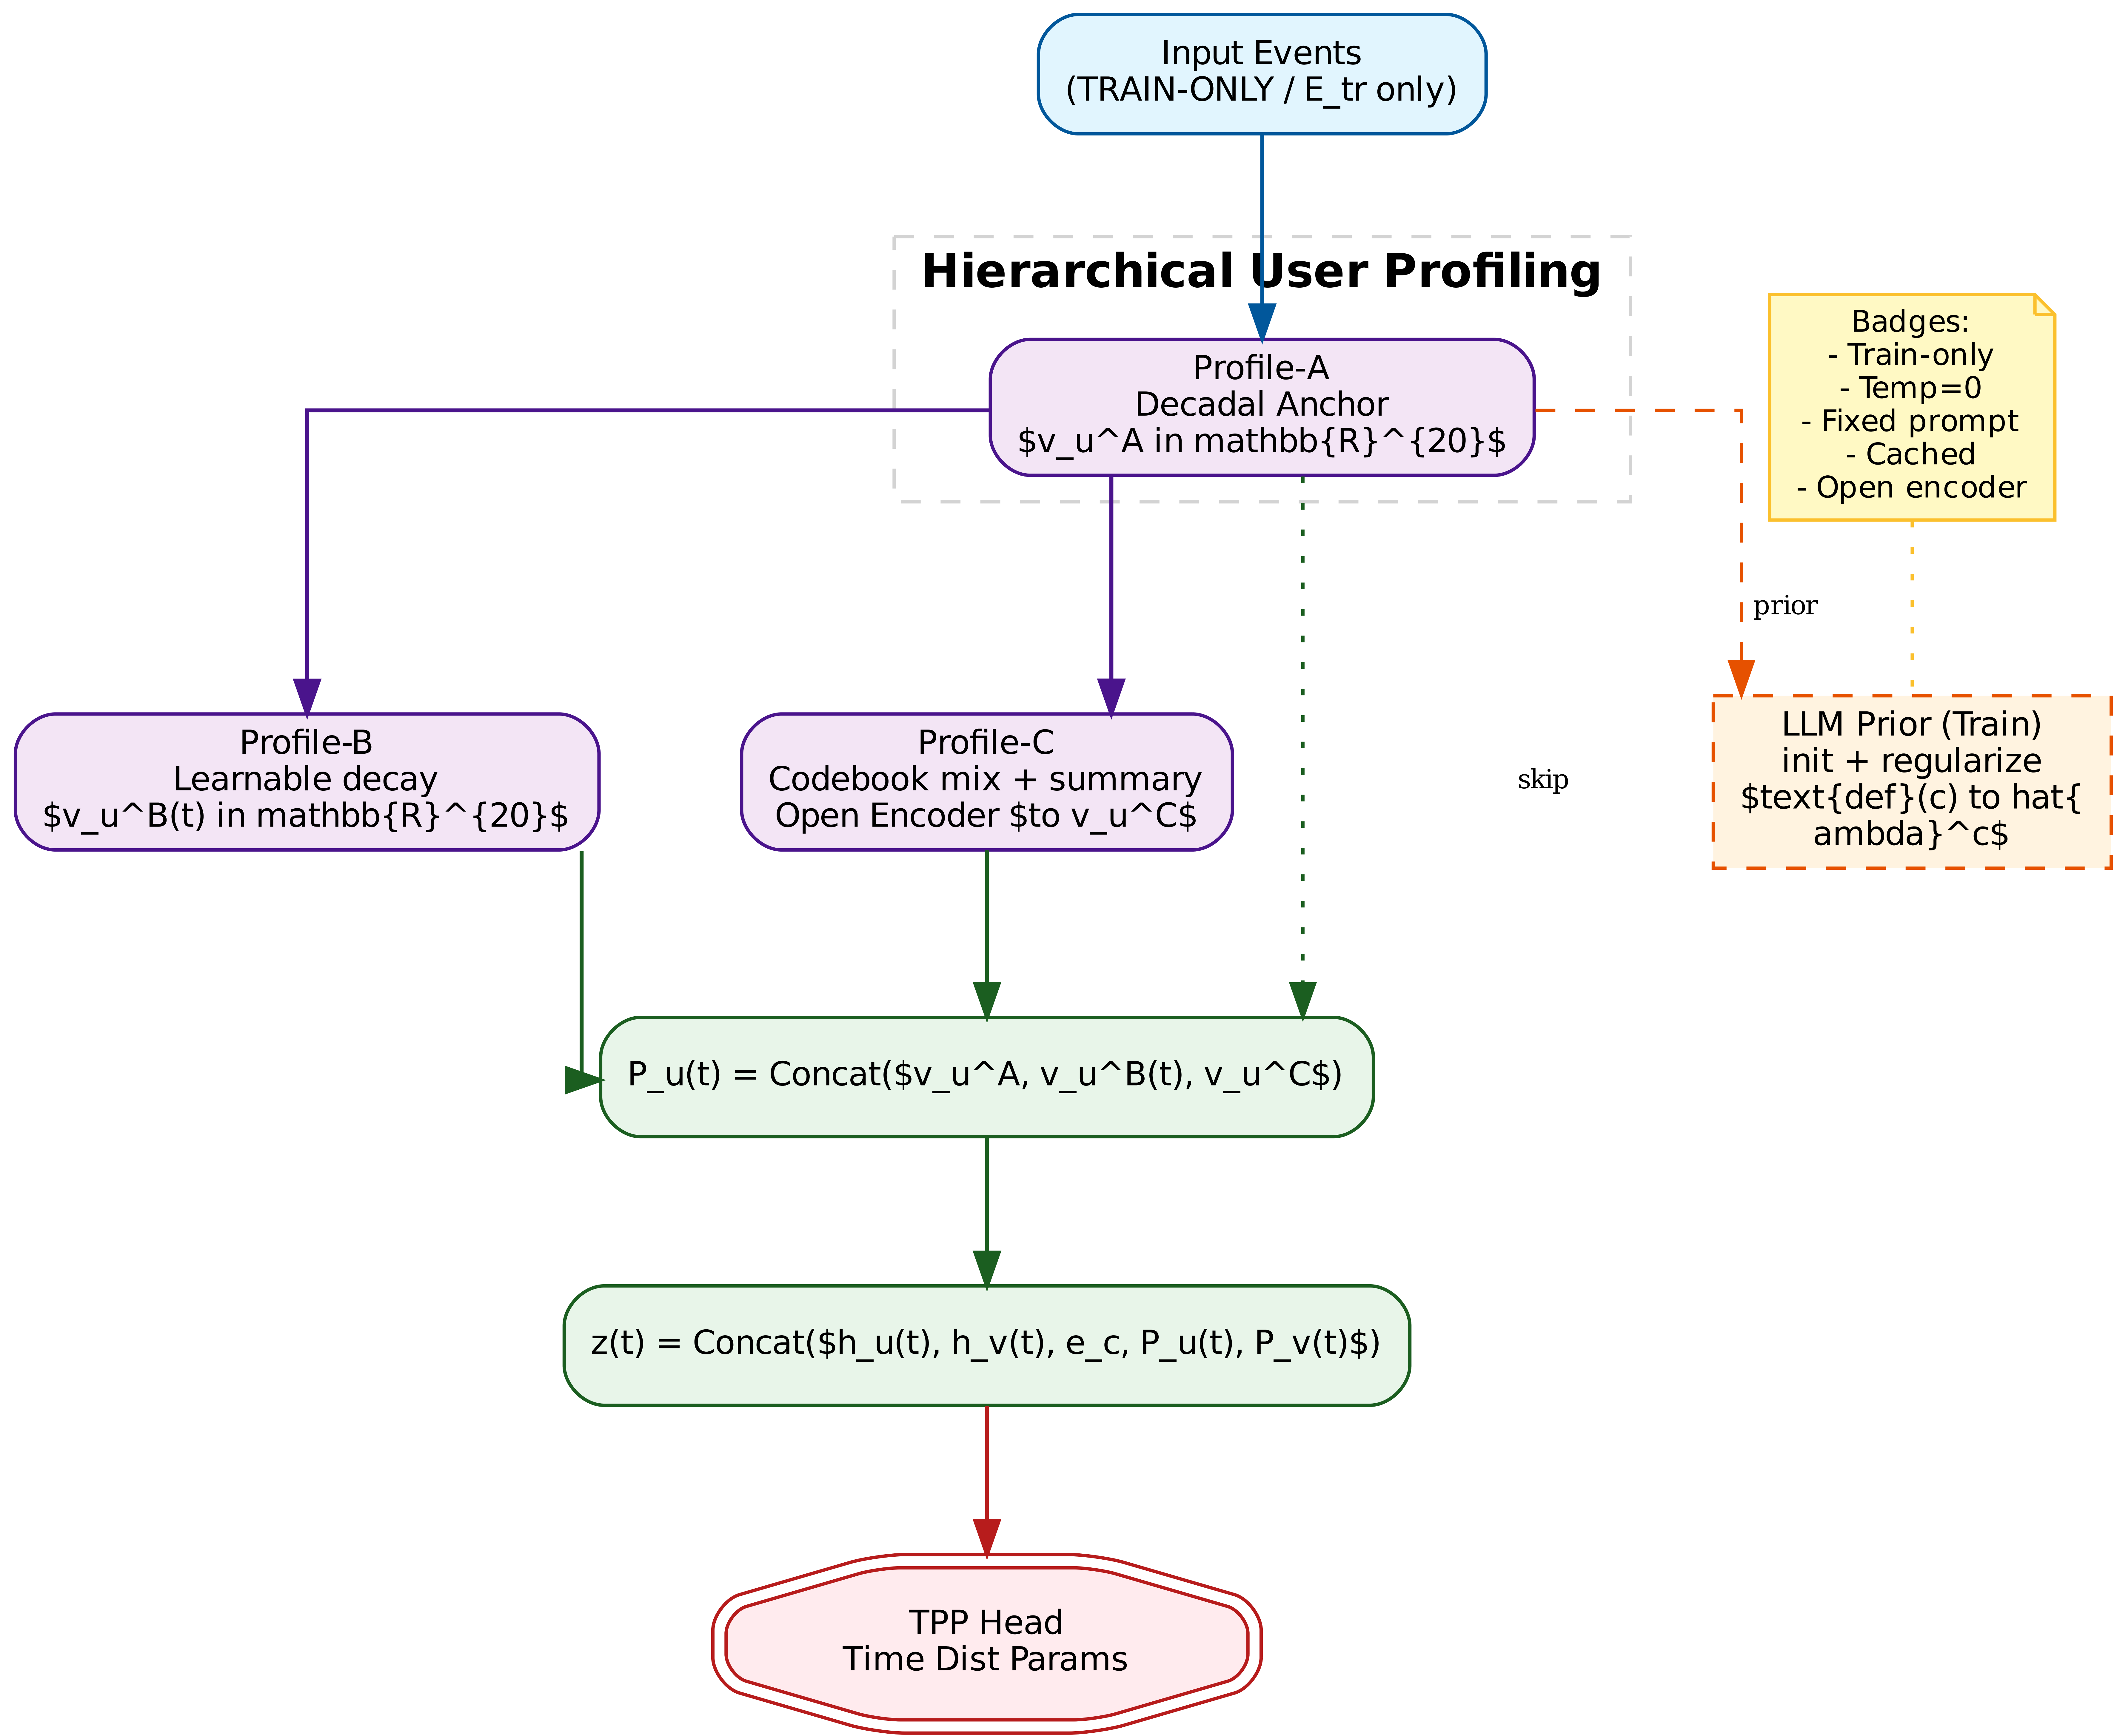 Input Events
(TRAIN-ONLY / E_tr only)
Hierarchical User Profiling
Profile-A
Decadal Anchor
$v_u^A in mathbb{R}^{20}$
Badges:
- Train-only
- Temp=0
- Fixed prompt
- Cached
- Open encoder
prior
Profile-B
Learnable decay
$v_u^B(t) in mathbb{R}^{20}$
Profile-C
Codebook mix + summary
Open Encoder $to v_u^C$
skip
LLM Prior (Train)
init + regularize
$text{def}(c) to hat{
ambda}^c$
P_u(t) = Concat($v_u^A, v_u^B(t), v_u^C$)
z(t) = Concat($h_u(t), h_v(t), e_c, P_u(t), P_v(t)$)
TPP Head
Time Dist Params